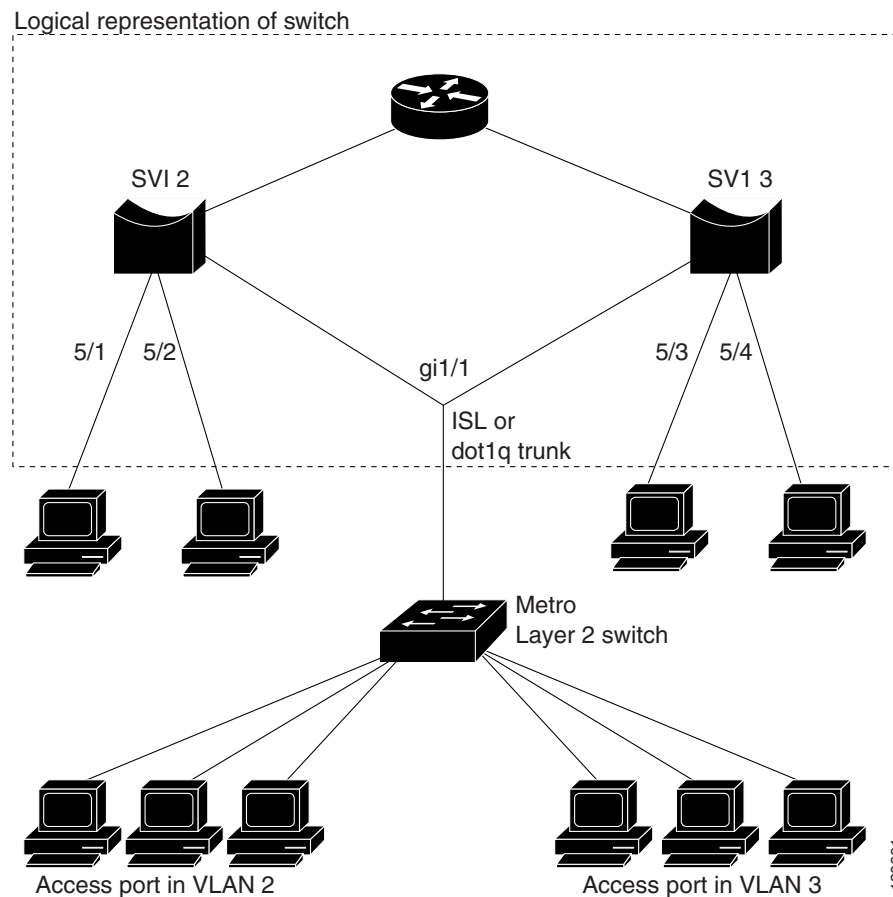 Logical representation of switch
SVI 2
SV1 3
5/1
5/2
gi1/1
5/3
5/4
ISL or
dot1q trunk
Metro
Layer 2 switch
Access port in VLAN 2
Access port in VLAN 3